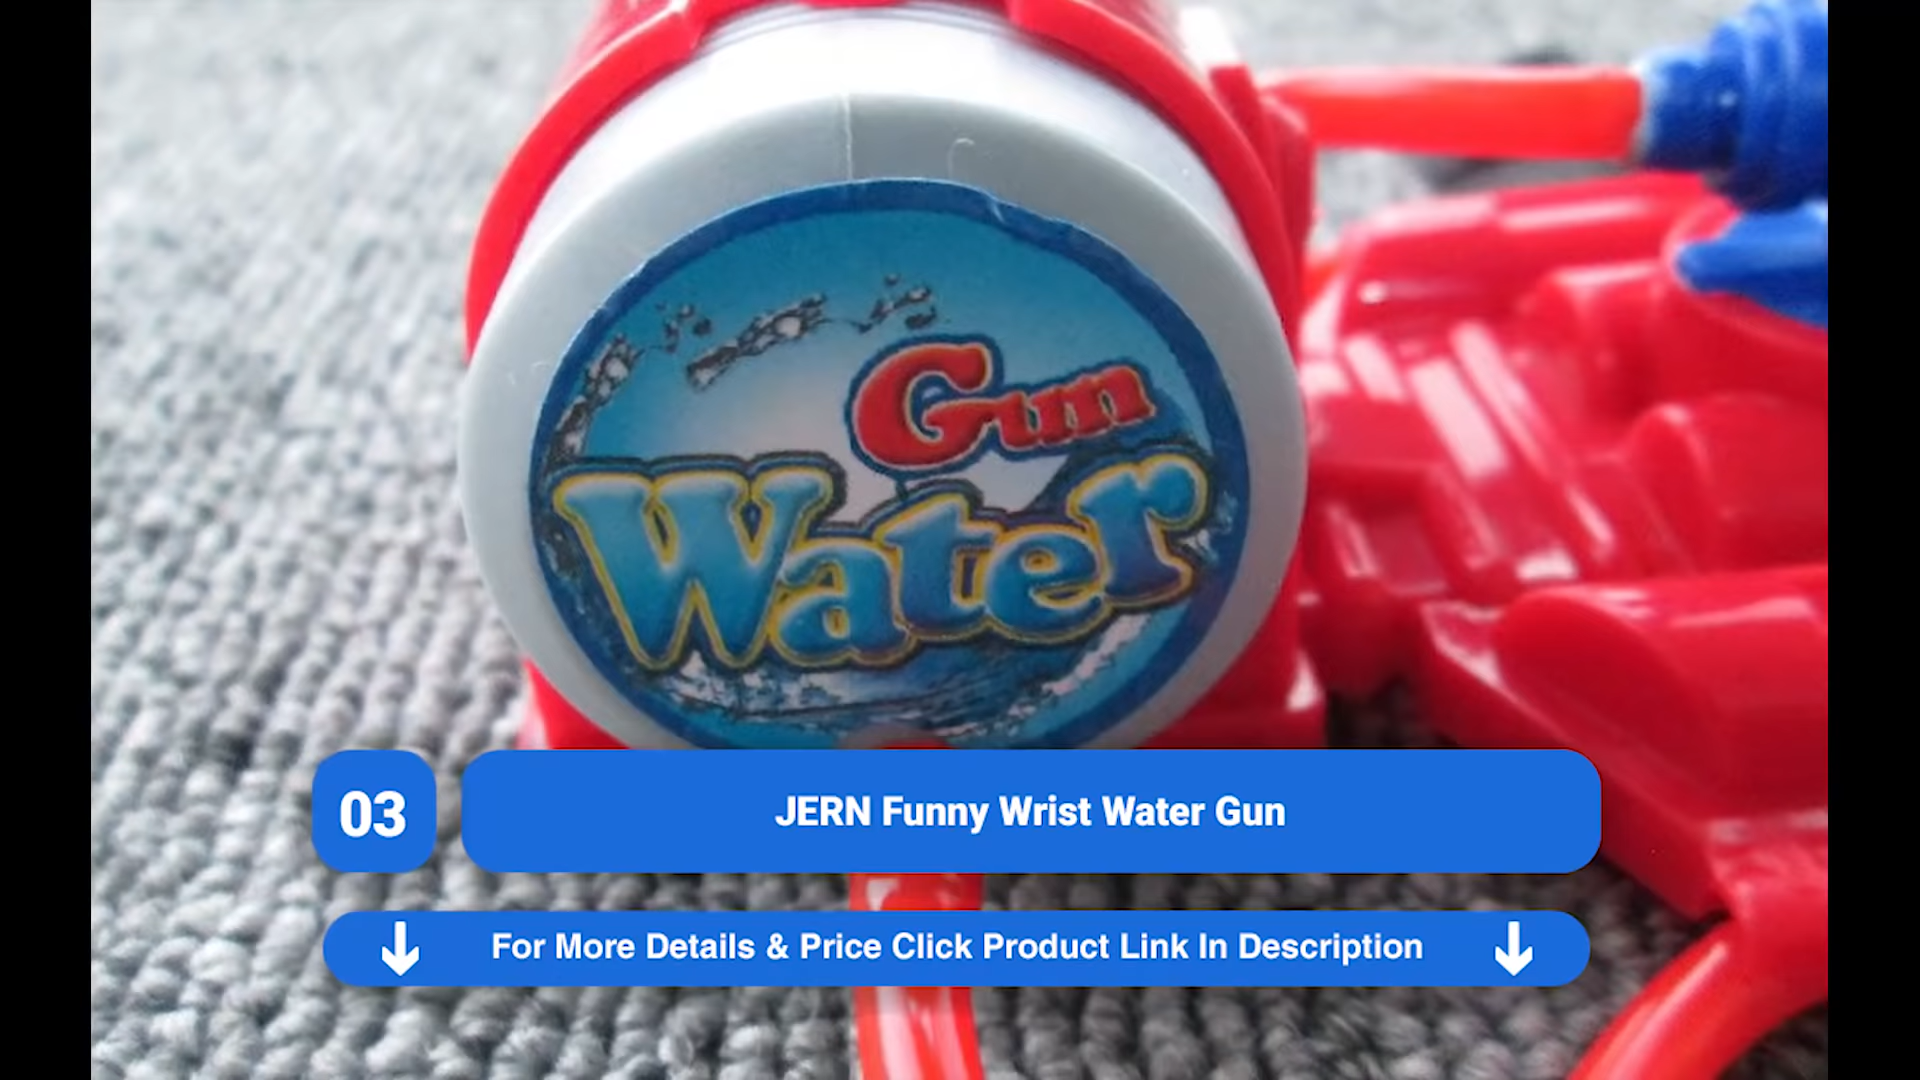 Gun
Water
03
JERN Funny Wrist Water Gun
For More Details & Price Click Product Link In Description